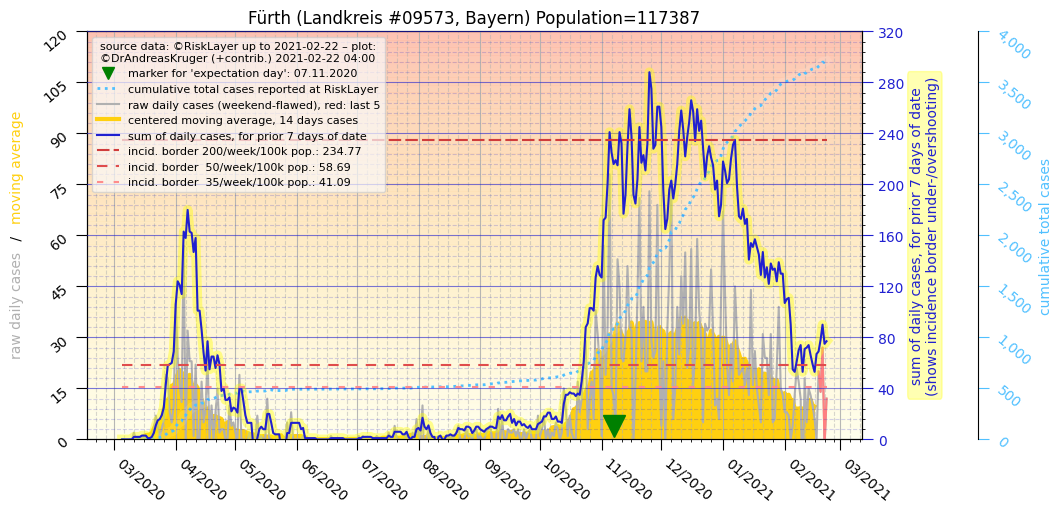 Fürth (Landkreis #09573, Bayern) Population=117387
source data: ©RiskLayer up to 2021-02-22 – plot:
©DrAndreasKruger (+contrib.) 2021-02-22 04:00
marker for 'expectation day': 07.11.2020
cumulative total cases reported at RiskLayer
raw daily cases (weekend-flawed), red: last 5
centered moving average, 14 days cases
sum of daily cases, for prior 7 days of date
incid. border 200/week/100k pop.: 234.77
incid. border  50/week/100k pop.: 58.69
incid. border  35/week/100k pop.: 41.09
raw daily cases  /  moving average
120
105
90
75
60
45
30
15
0
03/2020
04/2020
05/2020
06/2020
07/2020
08/2020
09/2020
10/2020
11/2020
12/2020
01/2021
02/2021
03/2021
320
280
240
200
160
120
80
40
0
sum of daily cases, for prior 7 days of date
(shows incidence border under-/overshooting)
4,000
3,500
3,000
2,500
2,000
1,500
1,000
500
0
cumulative total cases